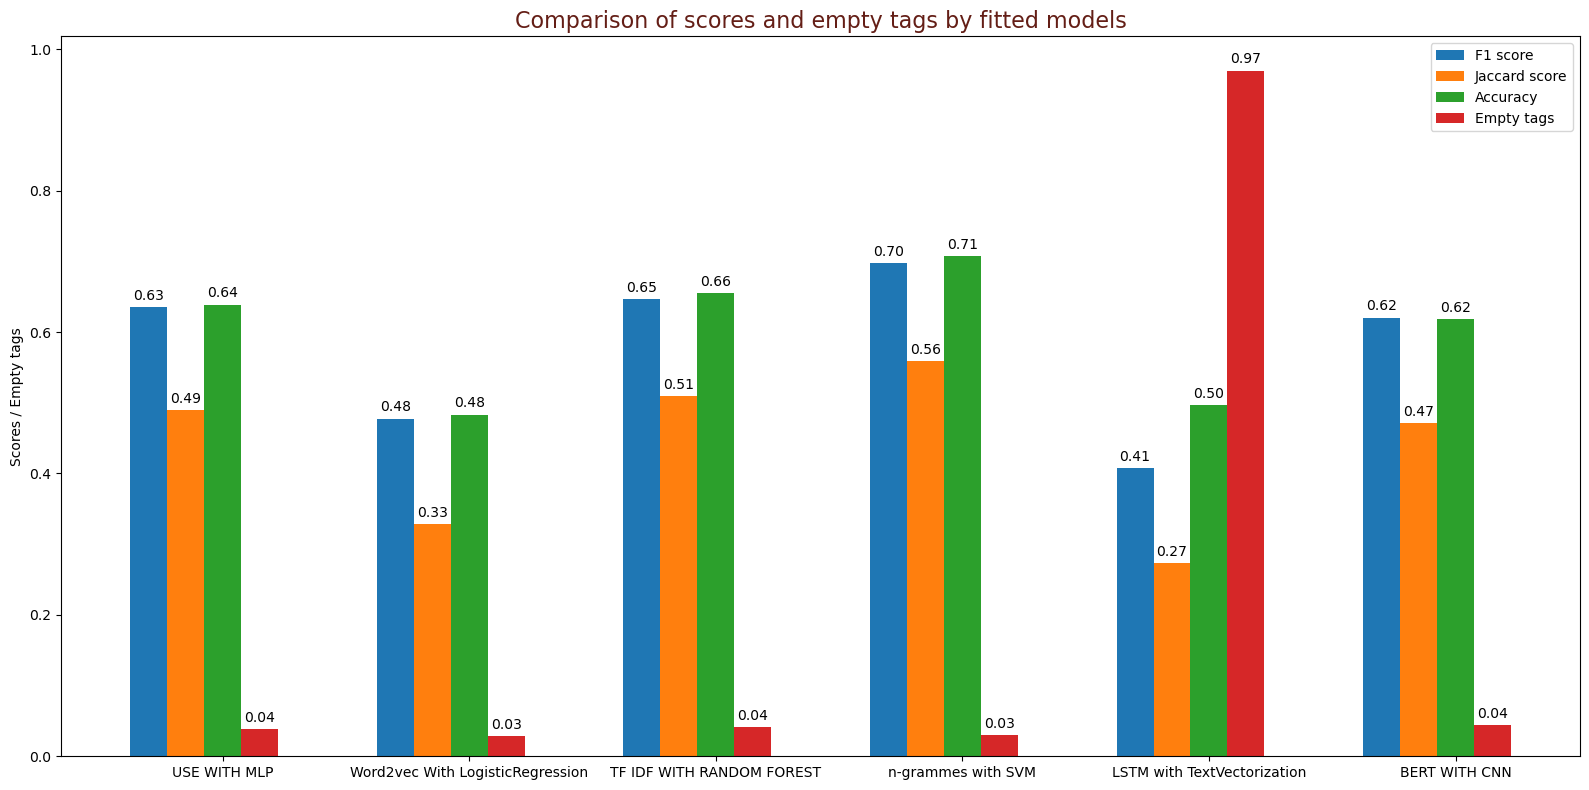 Comparison of scores and empty tags by fitted models
F1 score
Jaccard score
Accuracy
Empty tags
Scores / Empty tags
1.0
0.8
0.6
0.4
0.2
0.0
0.63
0.49
0.64
0.04
0.48
0.33
0.48
0.03
0.65
0.51
0.66
0.04
0.70
0.56
0.71
0.03
0.41
0.27
0.50
0.97
0.62
0.47
0.62
0.04
USE WITH MLP
Word2vec With LogisticRegression
TF IDF WITH RANDOM FOREST
n-grammes with SVM
LSTM with TextVectorization
BERT WITH CNN